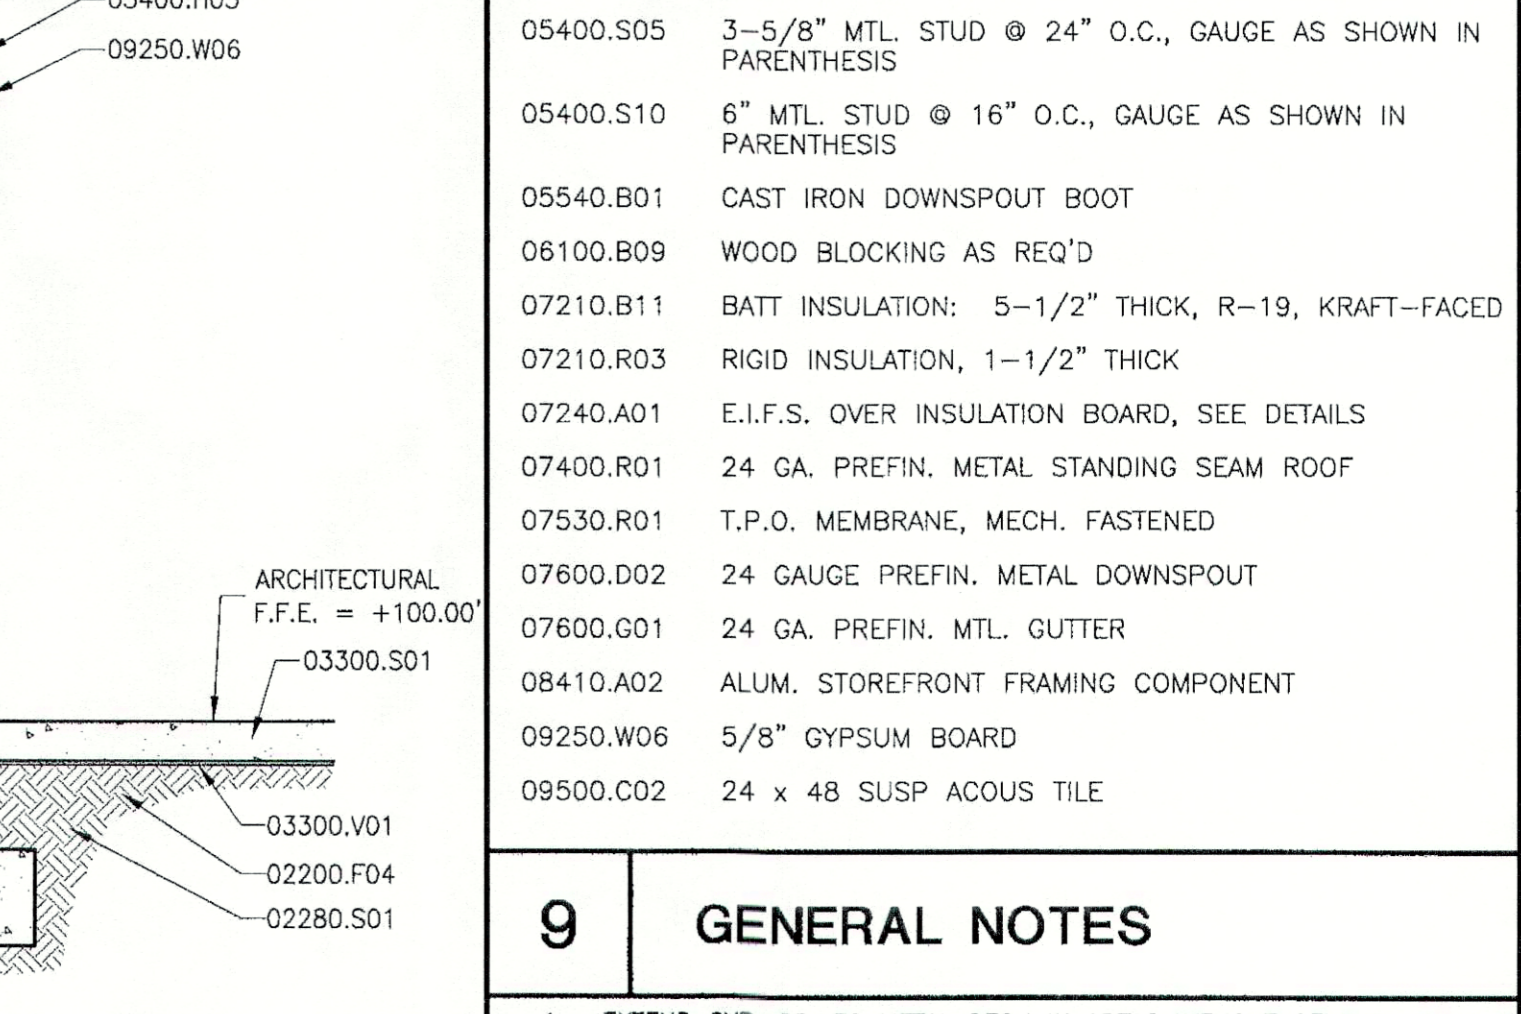 09250.W06
ARCHITECTURAL
F.F.E. = +100.00'
03300.S01
03300.V01
02200.F04
02280.S01
05400.S05 3-5/8" MTL. STUD @ 24" O.C., GAUGE AS SHOWN IN
PARENTHESIS
05400.S10 6" MTL. STUD @ 16" O.C., GAUGE AS SHOWN IN
PARENTHESIS
05540.B01 CAST IRON DOWNSPOUT BOOT
06100.B09 WOOD BLOCKING AS REQ'D
07210.B11 BATT INSULATION: 5-1/2" THICK, R-19, KRAFT-FACED
07210.R03 RIGID INSULATION, 1-1/2" THICK
07240.A01 E.I.F.S. OVER INSULATION BOARD, SEE DETAILS
07400.R01 24 GA. PREFIN. METAL STANDING SEAM ROOF
07530.R01 T.P.O. MEMBRANE, MECH. FASTENED
07600.D02 24 GAUGE PREFIN. METAL DOWNSPOUT
07600.G01 24 GA. PREFIN. MTL. GUTTER
08410.A02 ALUM. STOREFRONT FRAMING COMPONENT
09250.W06 5/8" GYPSUM BOARD
09500.C02 24 x 48 SUSP ACOUS TILE
9 GENERAL NOTES